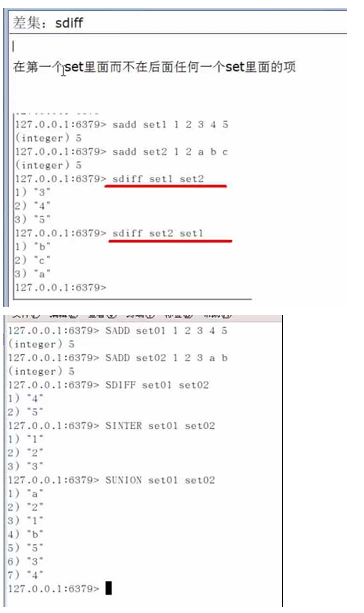 差集：sdiff
在第一个set里面而不在后面任何一个set里面的项
127.0.0.1:6379> sadd set1 1 2 3 4 5
(integer) 5
127.0.0.1:6379> sadd set2 1 2 a b c
(integer) 5
127.0.0.1:6379> sdiff set1 set2
1) "3"
2) "4"
3) "5"
127.0.0.1:6379> sdiff set2 set1
1) "b"
2) "c"
3) "a"
127.0.0.1:6379>
127.0.0.1:6379> SADD set01 1 2 3 4 5
(integer) 5
127.0.0.1:6379> SADD set02 1 2 3 a b
(integer) 5
127.0.0.1:6379> SDIFF set01 set02
1) "4"
2) "5"
127.0.0.1:6379> SINTER set01 set02
1) "1"
2) "2"
3) "3"
127.0.0.1:6379> SUNION set01 set02
1) "a"
2) "2"
3) "1"
4) "b"
5) "5"
6) "3"
7) "4"
127.0.0.1:6379>